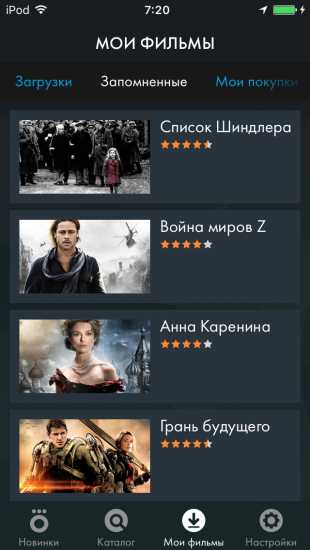 iPod 7:20
МОИ ФИЛЬМЫ
Загрузки Запомненные Мои покупки
Список Шиндлера
Война миров Z
Анна Каренина
Грань будущего
Новинки Каталог Мои фильмы Настройки